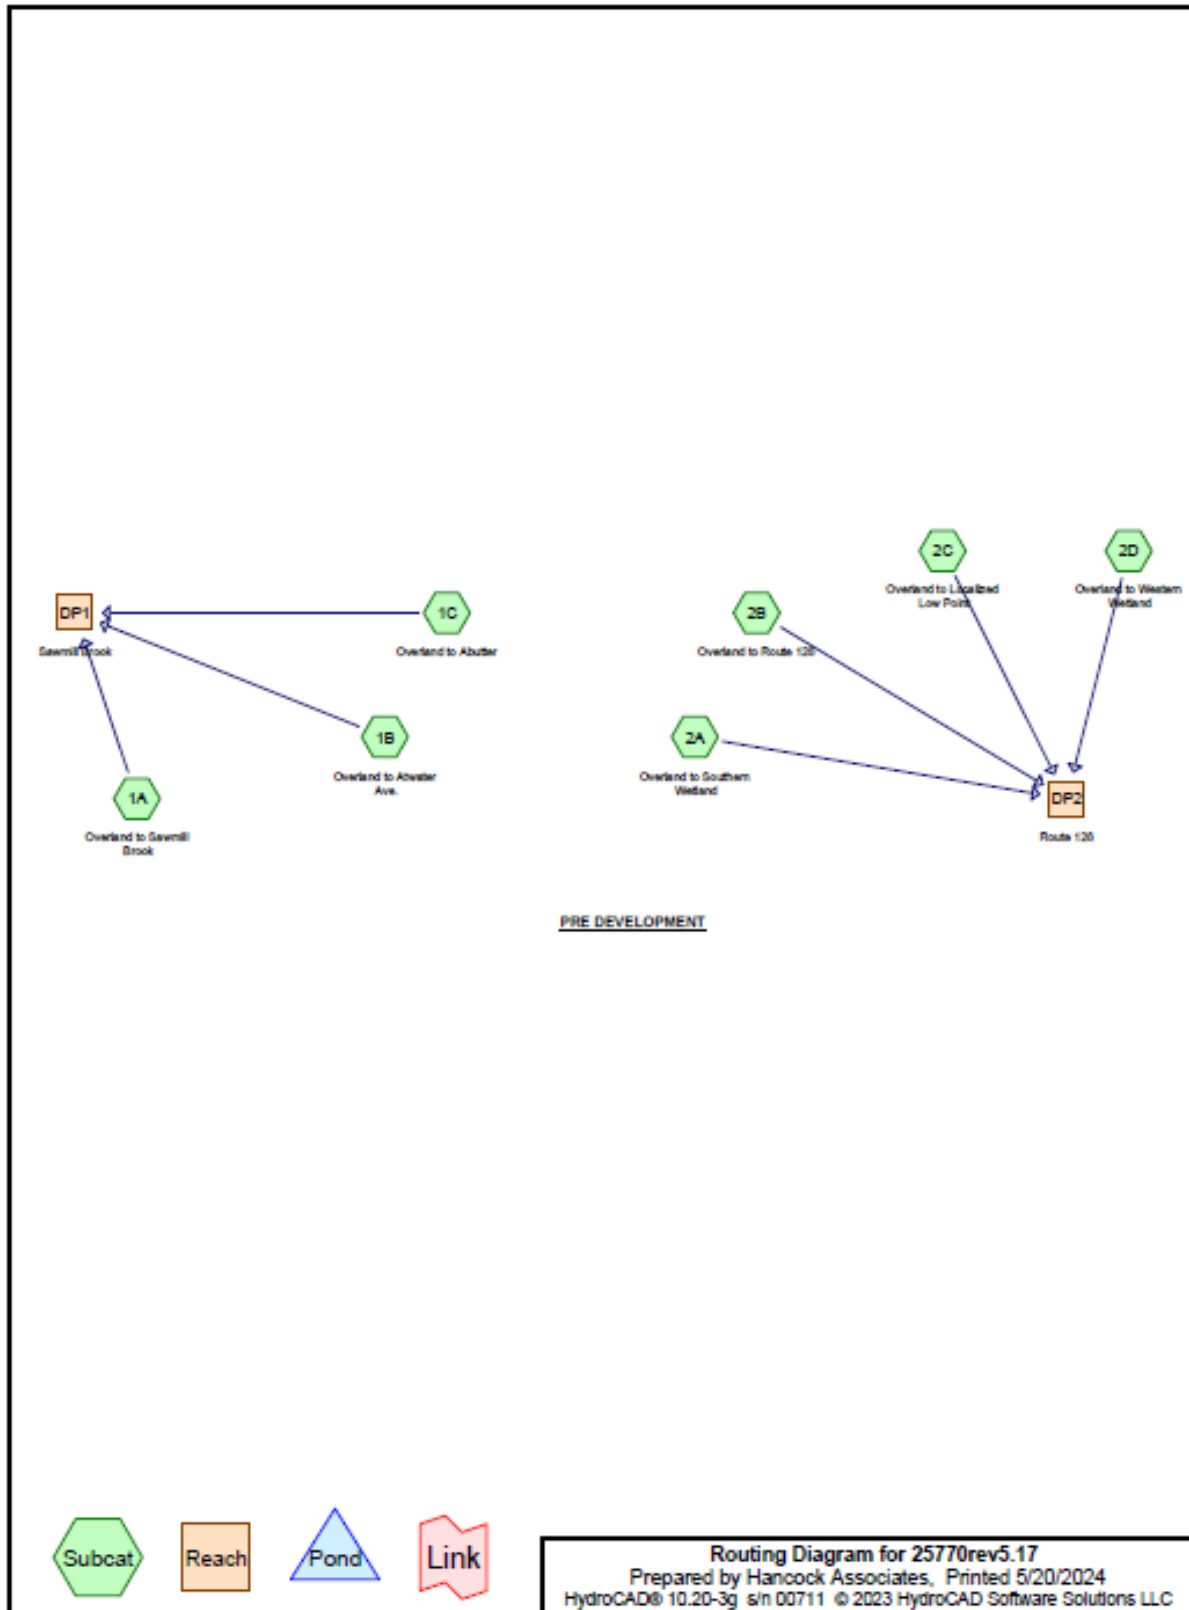 2C
2D
Overland to Localized
Low Point
Overland to Western
Wetland
DP1
Sawmill Brook
1C
Overland to Abutter
2B
Overland to Route 128
1B
Overland to Atwater
Ave.
2A
Overland to Southern
Wetland
1A
Overland to Sawmill
Brook
DP2
Route 128
PRE DEVELOPMENT
Subcat
Reach
Pond
Link
Routing Diagram for 25770rev5.17
Prepared by Hancock Associates, Printed 5/20/2024
HydroCAD® 10.20-3g s/n 00711 © 2023 HydroCAD Software Solutions LLC